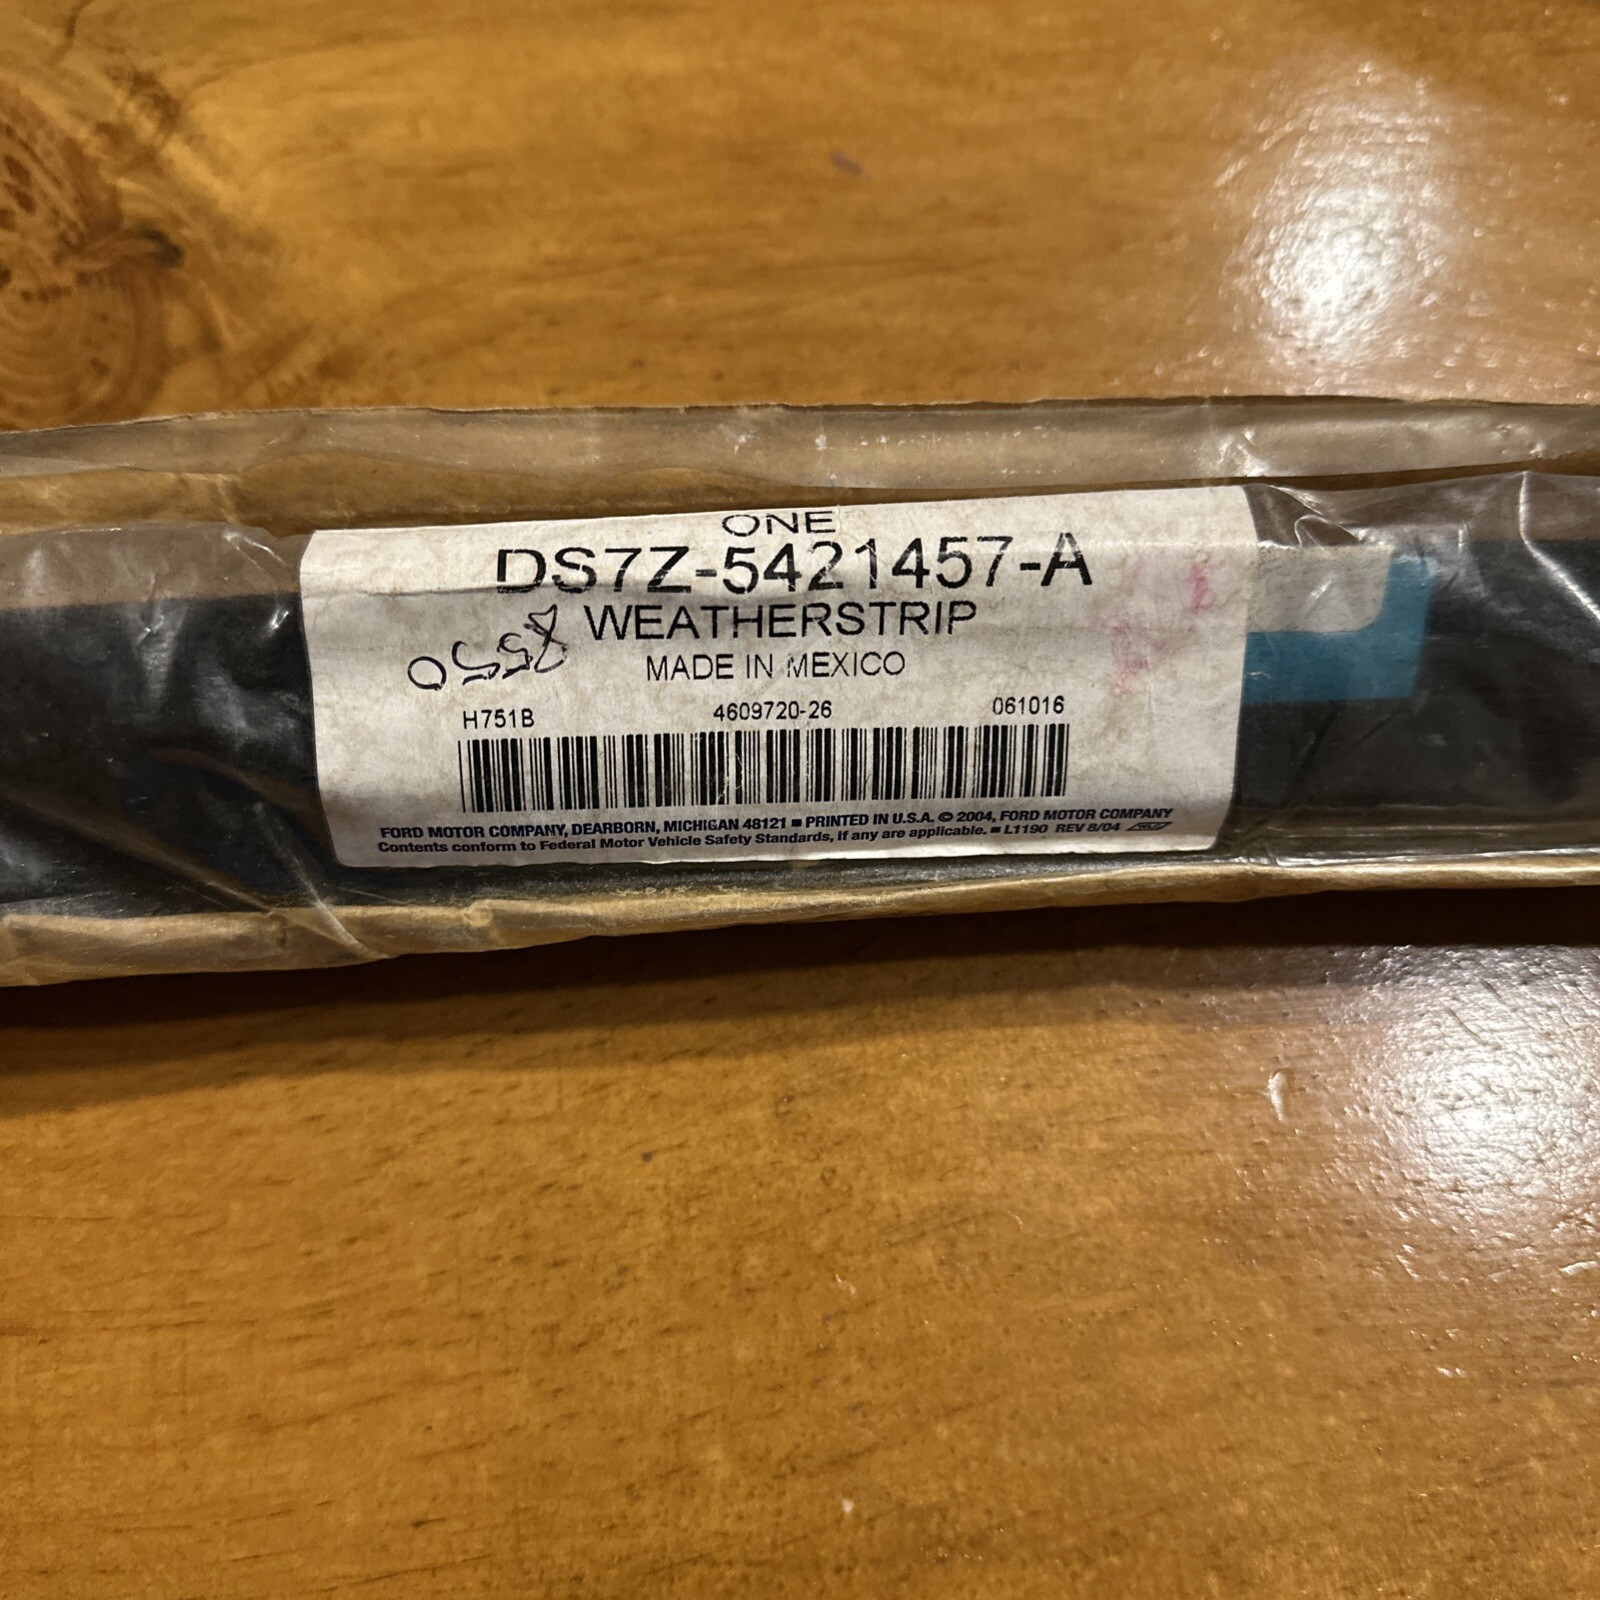 ONE
DS7Z-5421457-A
WEATHERSTRIP
MADE IN MEXICO
H751B 4609720-26 061016
FORD MOTOR COMPANY, DEARBORN, MICHIGAN 48121 ■ PRINTED IN U.S.A. © 2004, FORD MOTOR COMPANY
Contents conform to Federal Motor Vehicle Safety Standards, if any are applicable. ■ L1190 REV 8/04